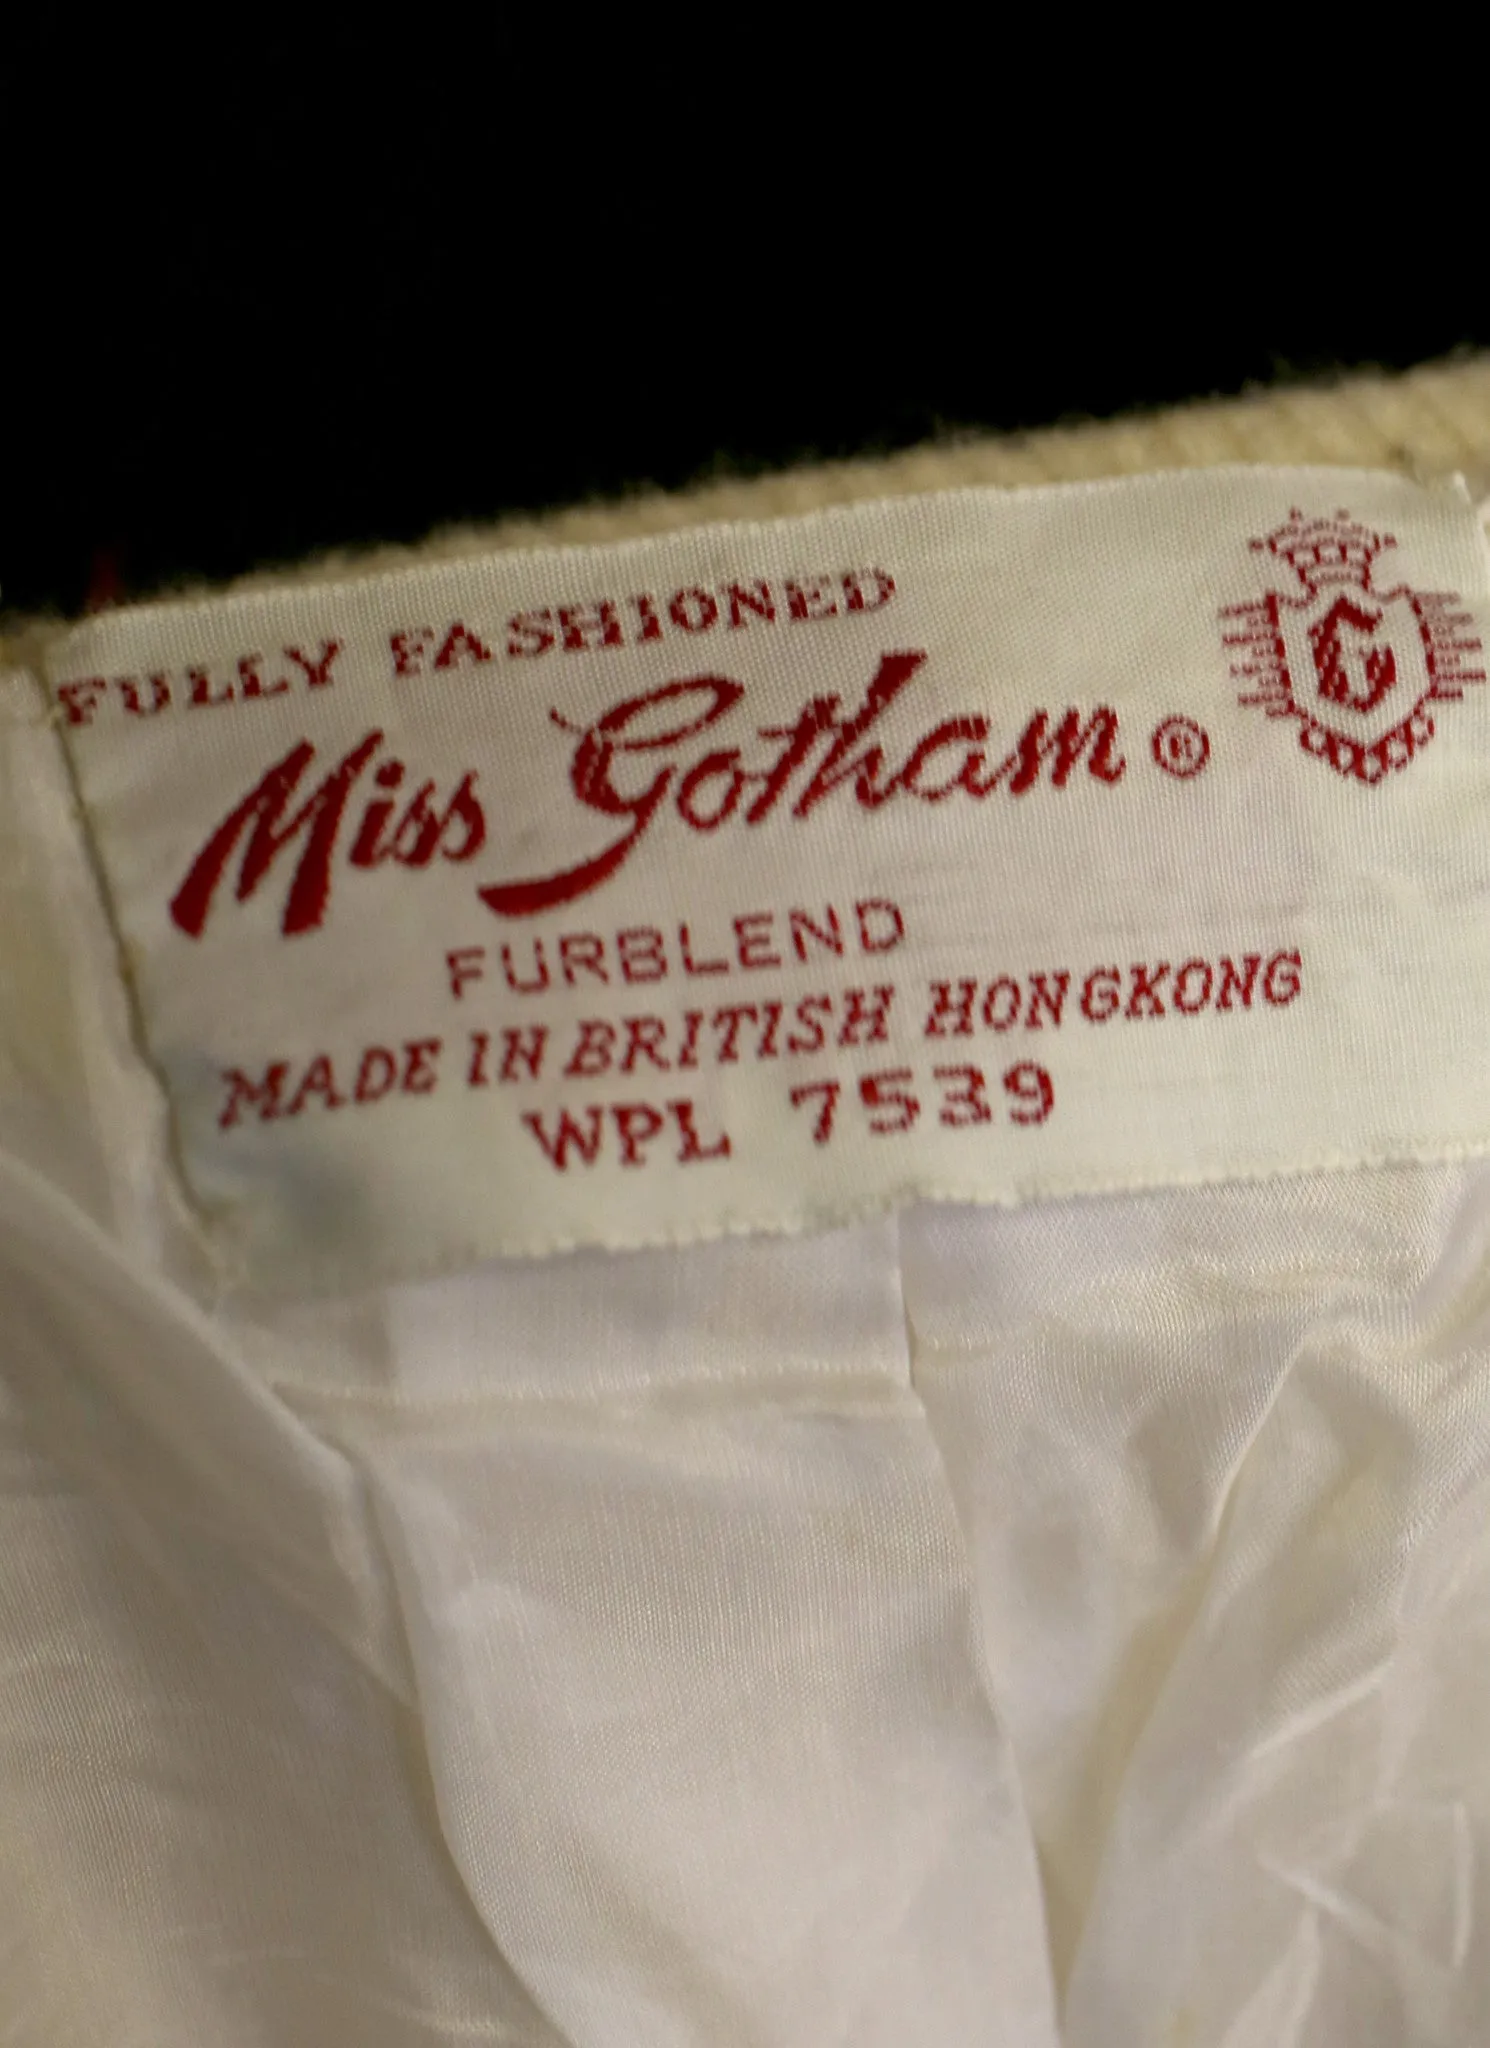 FULLY FASHIONED
Miss Gotham ®
G
FURBLEND
MADE IN BRITISH HONGKONG
WPL 7539